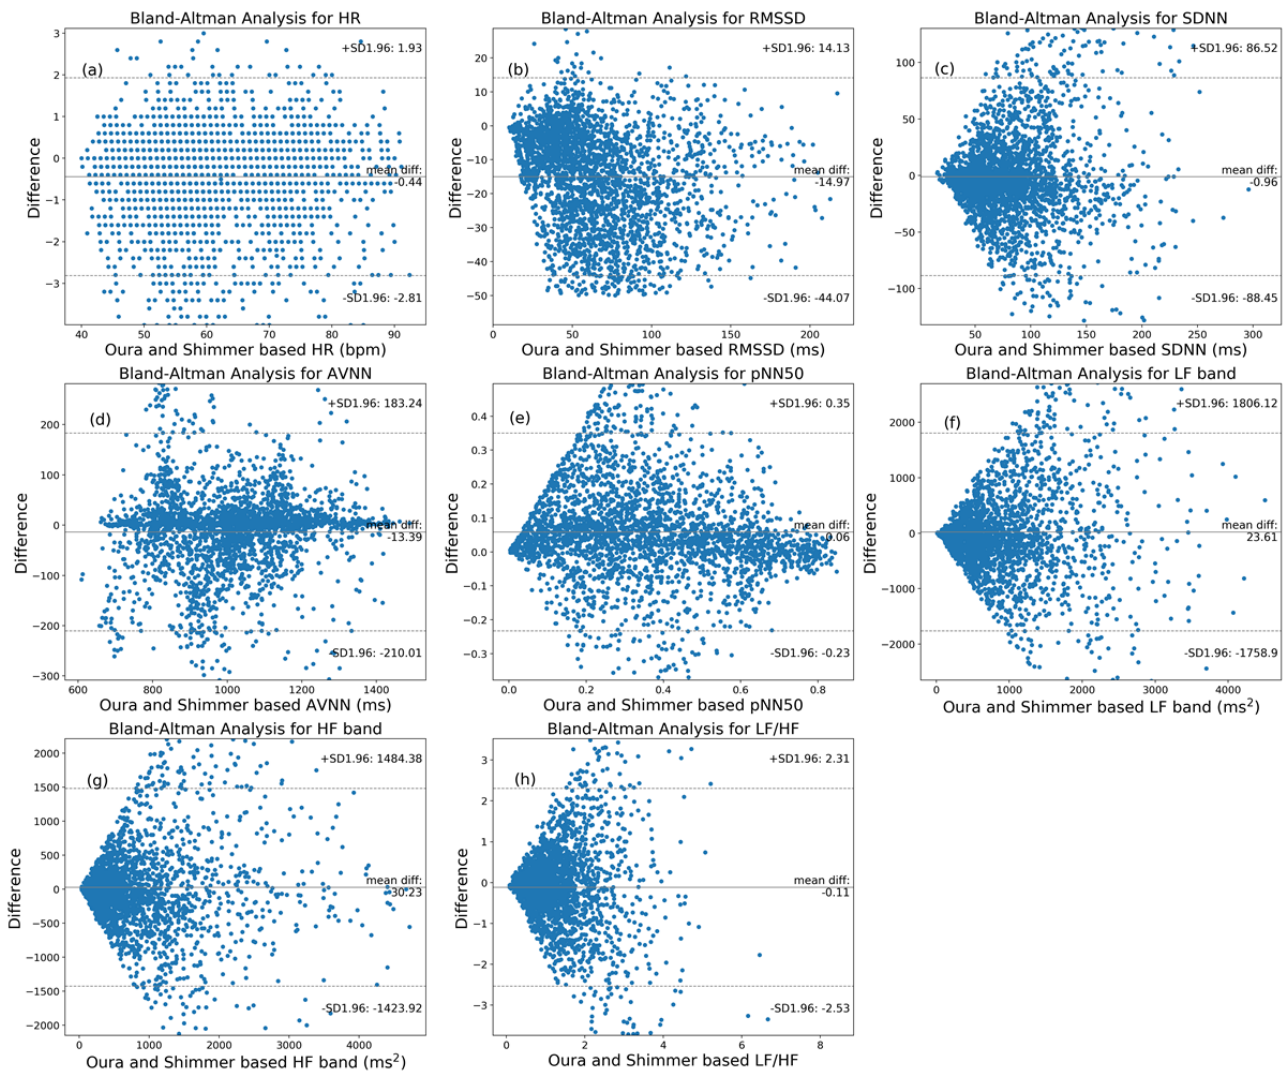 Bland-Altman Analysis for HR
(a)
+SD1.96: 1.93
mean diff:
-0.44
-SD1.96: -2.81
Difference
3
2
1
0
−1
−2
−3
40 50 60 70 80 90
Oura and Shimmer based HR (bpm)
Bland-Altman Analysis for RMSSD
(b)
+SD1.96: 14.13
mean diff:
-14.97
-SD1.96: -44.07
Difference
20
10
0
−10
−20
−30
−40
−50
0 50 100 150 200
Oura and Shimmer based RMSSD (ms)
Bland-Altman Analysis for SDNN
(c)
+SD1.96: 86.52
mean diff:
-0.96
-SD1.96: -88.45
Difference
100
50
0
−50
−100
50 100 150 200 250 300
Oura and Shimmer based SDNN (ms)
Bland-Altman Analysis for AVNN
(d)
+SD1.96: 183.24
mean diff:
-13.39
-SD1.96: -210.01
Difference
200
100
0
−100
−200
−300
600 800 1000 1200 1400
Oura and Shimmer based AVNN (ms)
Bland-Altman Analysis for pNN50
(e)
+SD1.96: 0.35
mean diff:
0.06
-SD1.96: -0.23
Difference
0.4
0.3
0.2
0.1
0.0
−0.1
−0.2
−0.3
0.0 0.2 0.4 0.6 0.8
Oura and Shimmer based pNN50
Bland-Altman Analysis for LF band
(f)
+SD1.96: 1806.12
mean diff:
23.61
-SD1.96: -1758.9
Difference
2000
1000
0
−1000
−2000
0 1000 2000 3000 4000
Oura and Shimmer based LF band (ms²)
Bland-Altman Analysis for HF band
(g)
+SD1.96: 1484.38
mean diff:
30.23
-SD1.96: -1423.92
Difference
2000
1500
1000
500
0
−500
−1000
−1500
−2000
0 1000 2000 3000 4000
Oura and Shimmer based HF band (ms²)
Bland-Altman Analysis for LF/HF
(h)
+SD1.96: 2.31
mean diff:
-0.11
-SD1.96: -2.53
Difference
3
2
1
0
−1
−2
−3
0 2 4 6 8
Oura and Shimmer based LF/HF